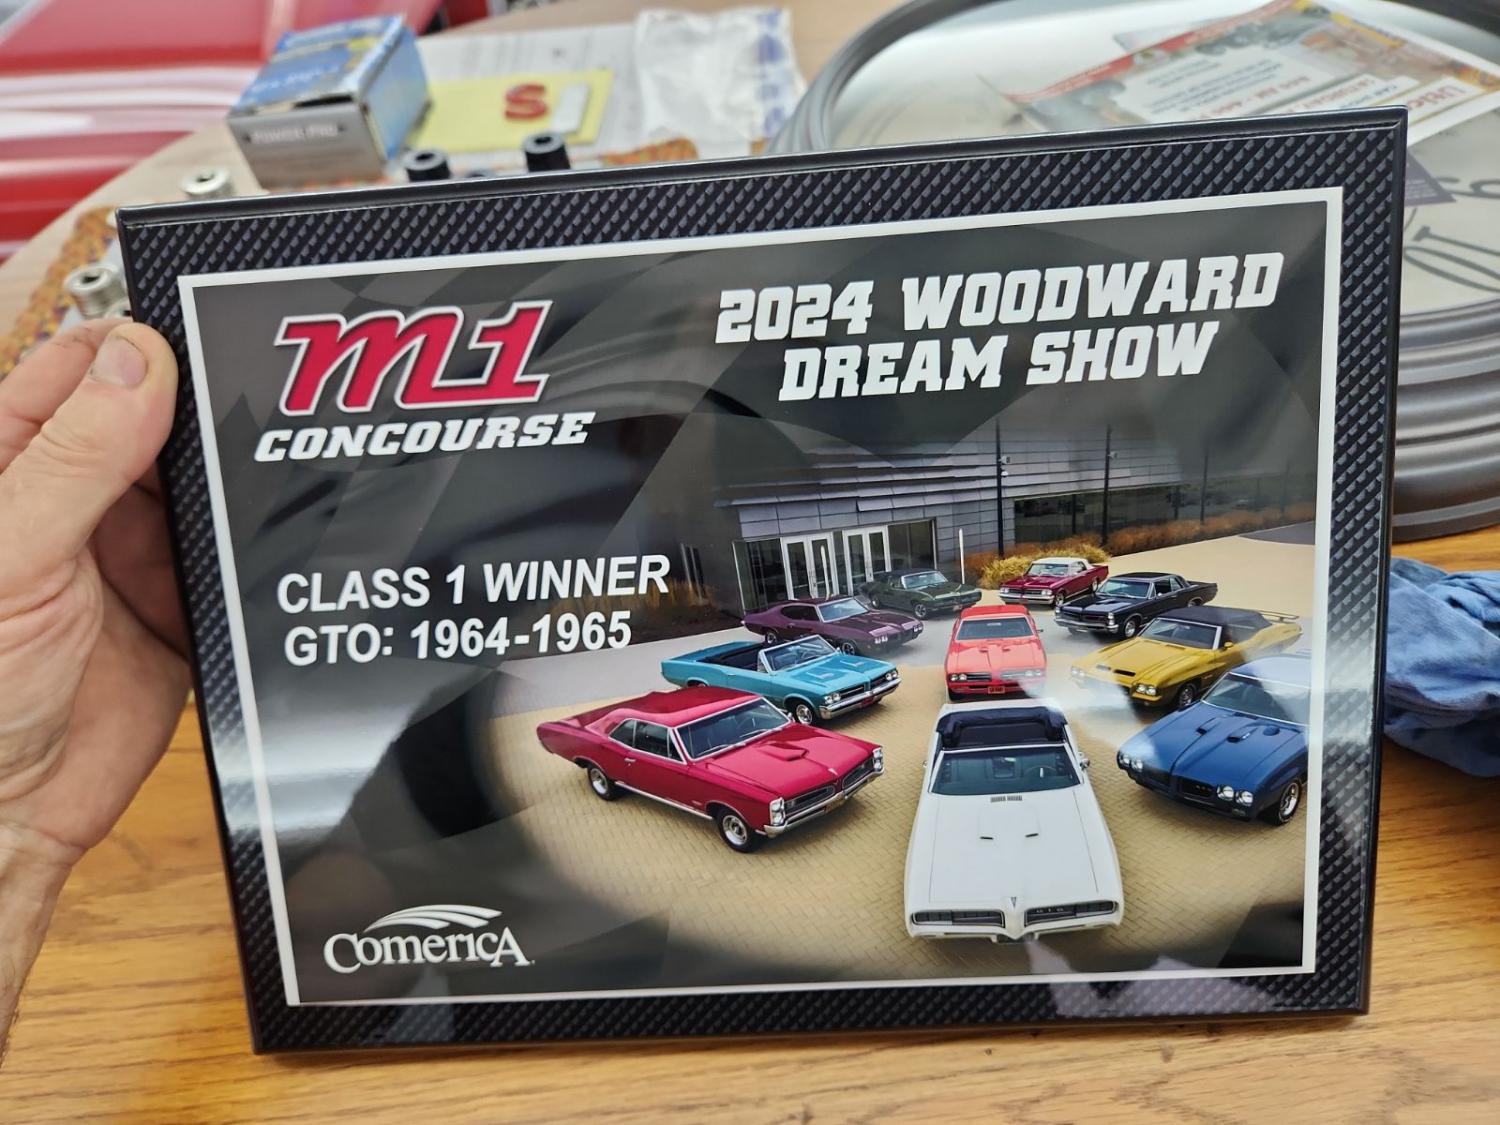 S
M1
CONCOURSE
2024 WOODWARD
DREAM SHOW
CLASS 1 WINNER
GTO: 1964-1965
ComericA